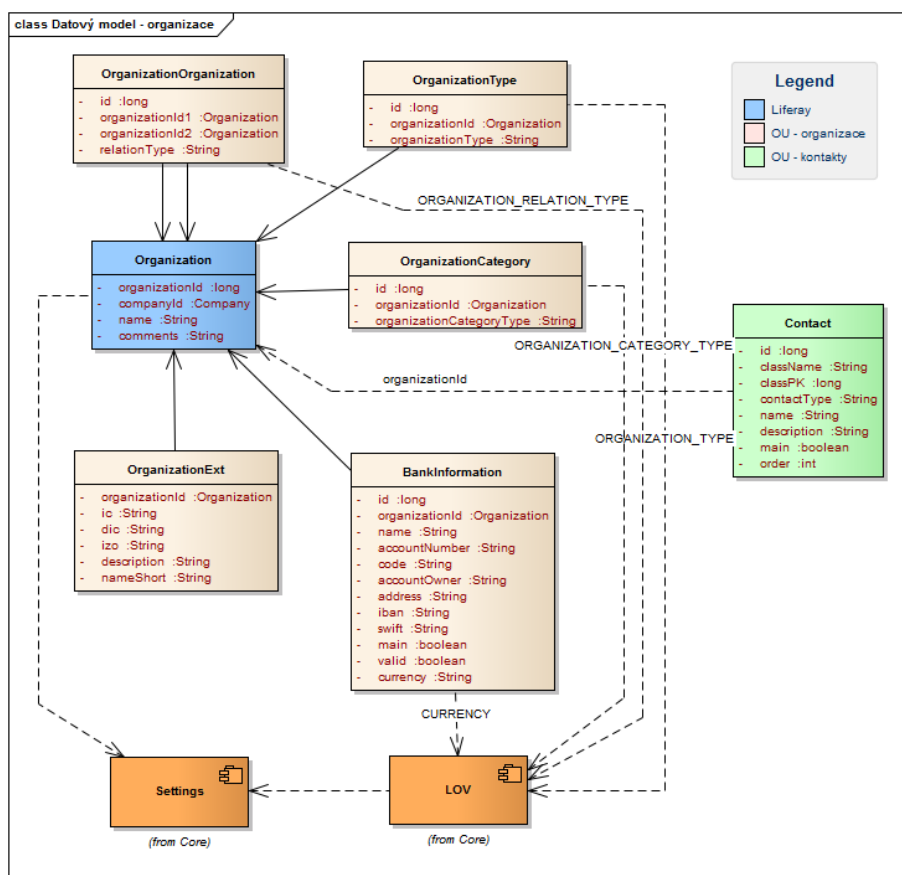 class Datový model - organizace
OrganizationOrganization
- id :long
- organizationId1 :Organization
- organizationId2 :Organization
- relationType :String
OrganizationType
- id :long
- organizationId :Organization
- organizationType :String
Legend
Liferay
OU - organizace
OU - kontakty
ORGANIZATION_RELATION_TYPE
Organization
- organizationId :long
- companyId :Company
- name :String
- comments :String
OrganizationCategory
- id :long
- organizationId :Organization
- organizationCategoryType :String
Contact
- id :long
- className :String
- classPK :long
- contactType :String
- name :String
- description :String
- main :boolean
- order :int
ORGANIZATION_CATEGORY_TYPE
organizationId
ORGANIZATION_TYPE
OrganizationExt
- organizationId :Organization
- ic :String
- dic :String
- izo :String
- description :String
- nameShort :String
BankInformation
- id :long
- organizationId :Organization
- name :String
- accountNumber :String
- code :String
- accountOwner :String
- address :String
- iban :String
- swift :String
- main :boolean
- valid :boolean
- currency :String
CURRENCY
Settings
(from Core)
LOV
(from Core)